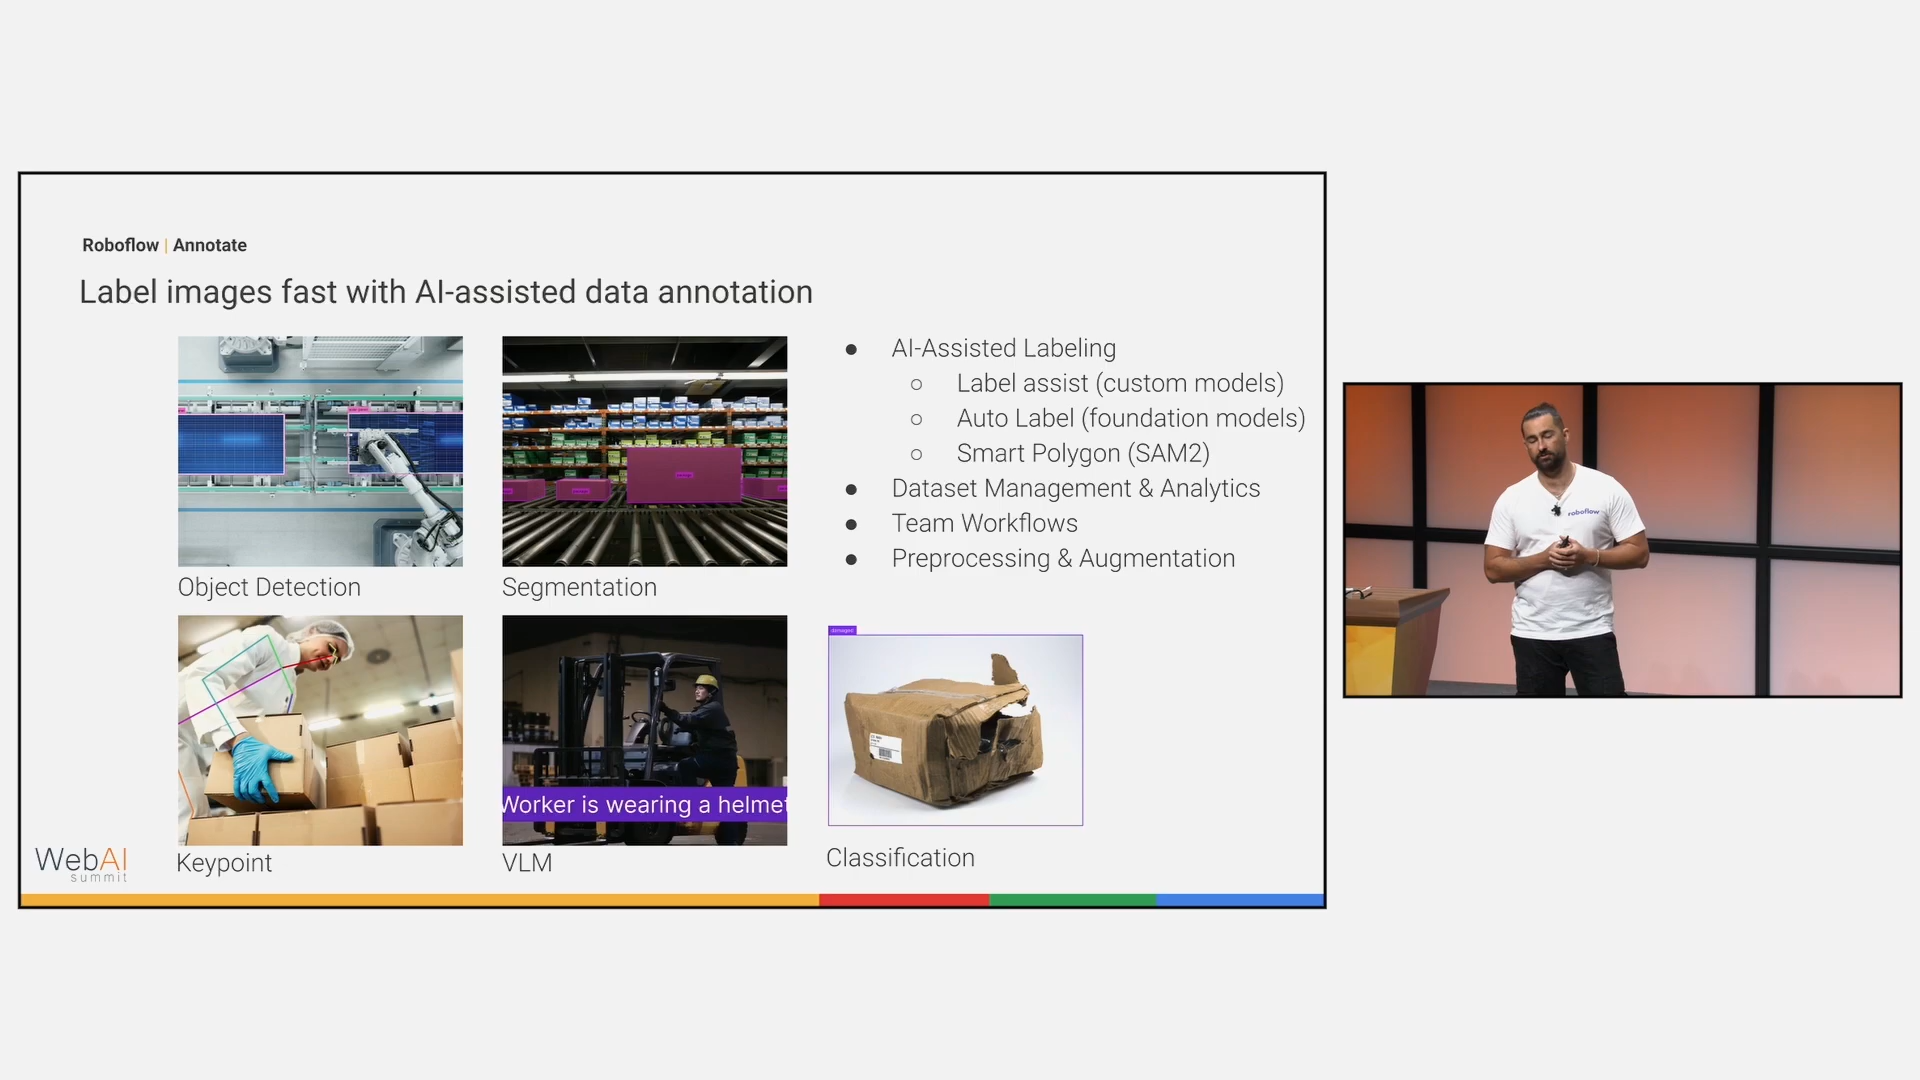 Roboflow | Annotate
Label images fast with AI-assisted data annotation
● AI-Assisted Labeling
○ Label assist (custom models)
○ Auto Label (foundation models)
○ Smart Polygon (SAM2)
● Dataset Management & Analytics
● Team Workflows
● Preprocessing & Augmentation
Object Detection
Segmentation
damaged
Worker is wearing a helmet
Keypoint
VLM
Classification
WebAI
summit
roboflow